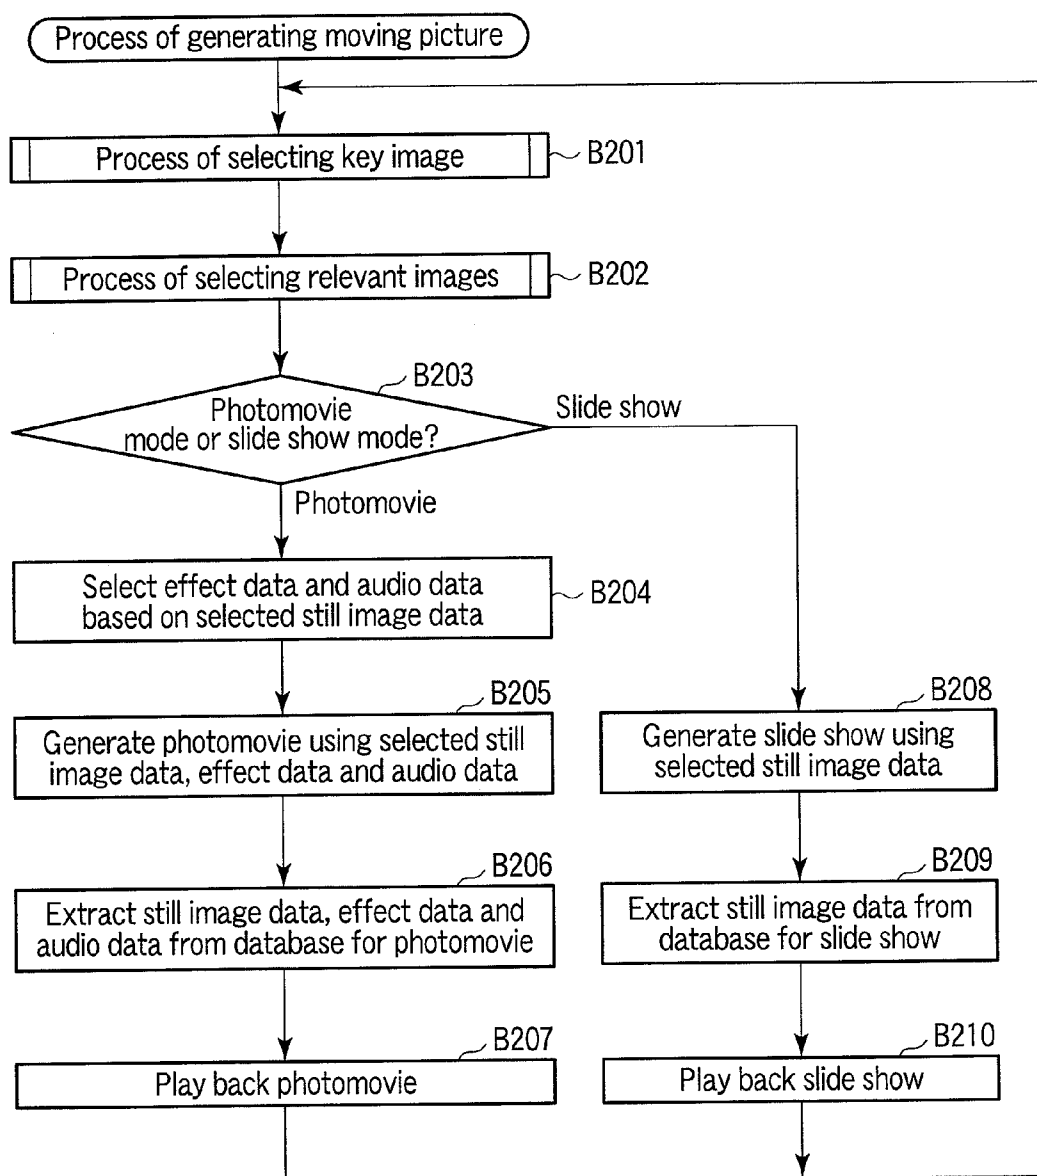 Process of generating moving picture
Process of selecting key image
B201
Process of selecting relevant images
B202
B203
Photomovie
mode or slide show mode?
Slide show
Photomovie
Select effect data and audio data
based on selected still image data
B204
B205
Generate photomovie using selected still
image data, effect data and audio data
B208
Generate slide show using
selected still image data
B206
Extract still image data, effect data and
audio data from database for photomovie
B209
Extract still image data from
database for slide show
B207
Play back photomovie
B210
Play back slide show